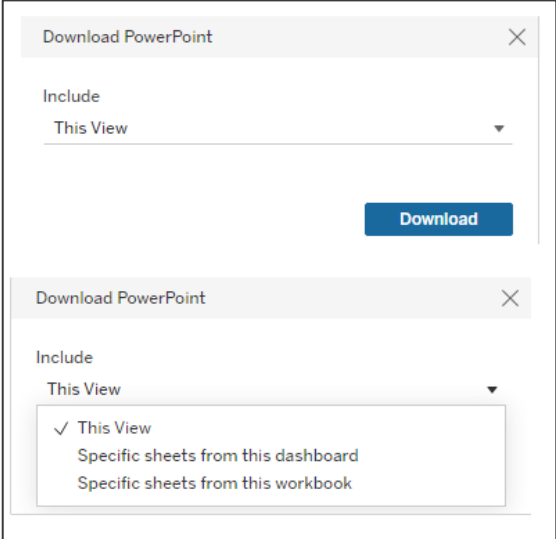 Download PowerPoint
Include
This View
Download
Download PowerPoint
Include
This View
This View
Specific sheets from this dashboard
Specific sheets from this workbook